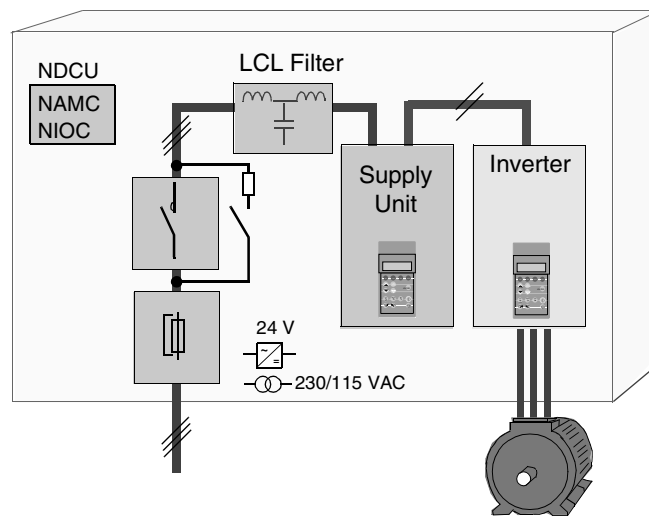 LCL Filter
NDCU
NAMC
NIOC
Supply
Unit
Inverter
24 V
~
=
230/115 VAC